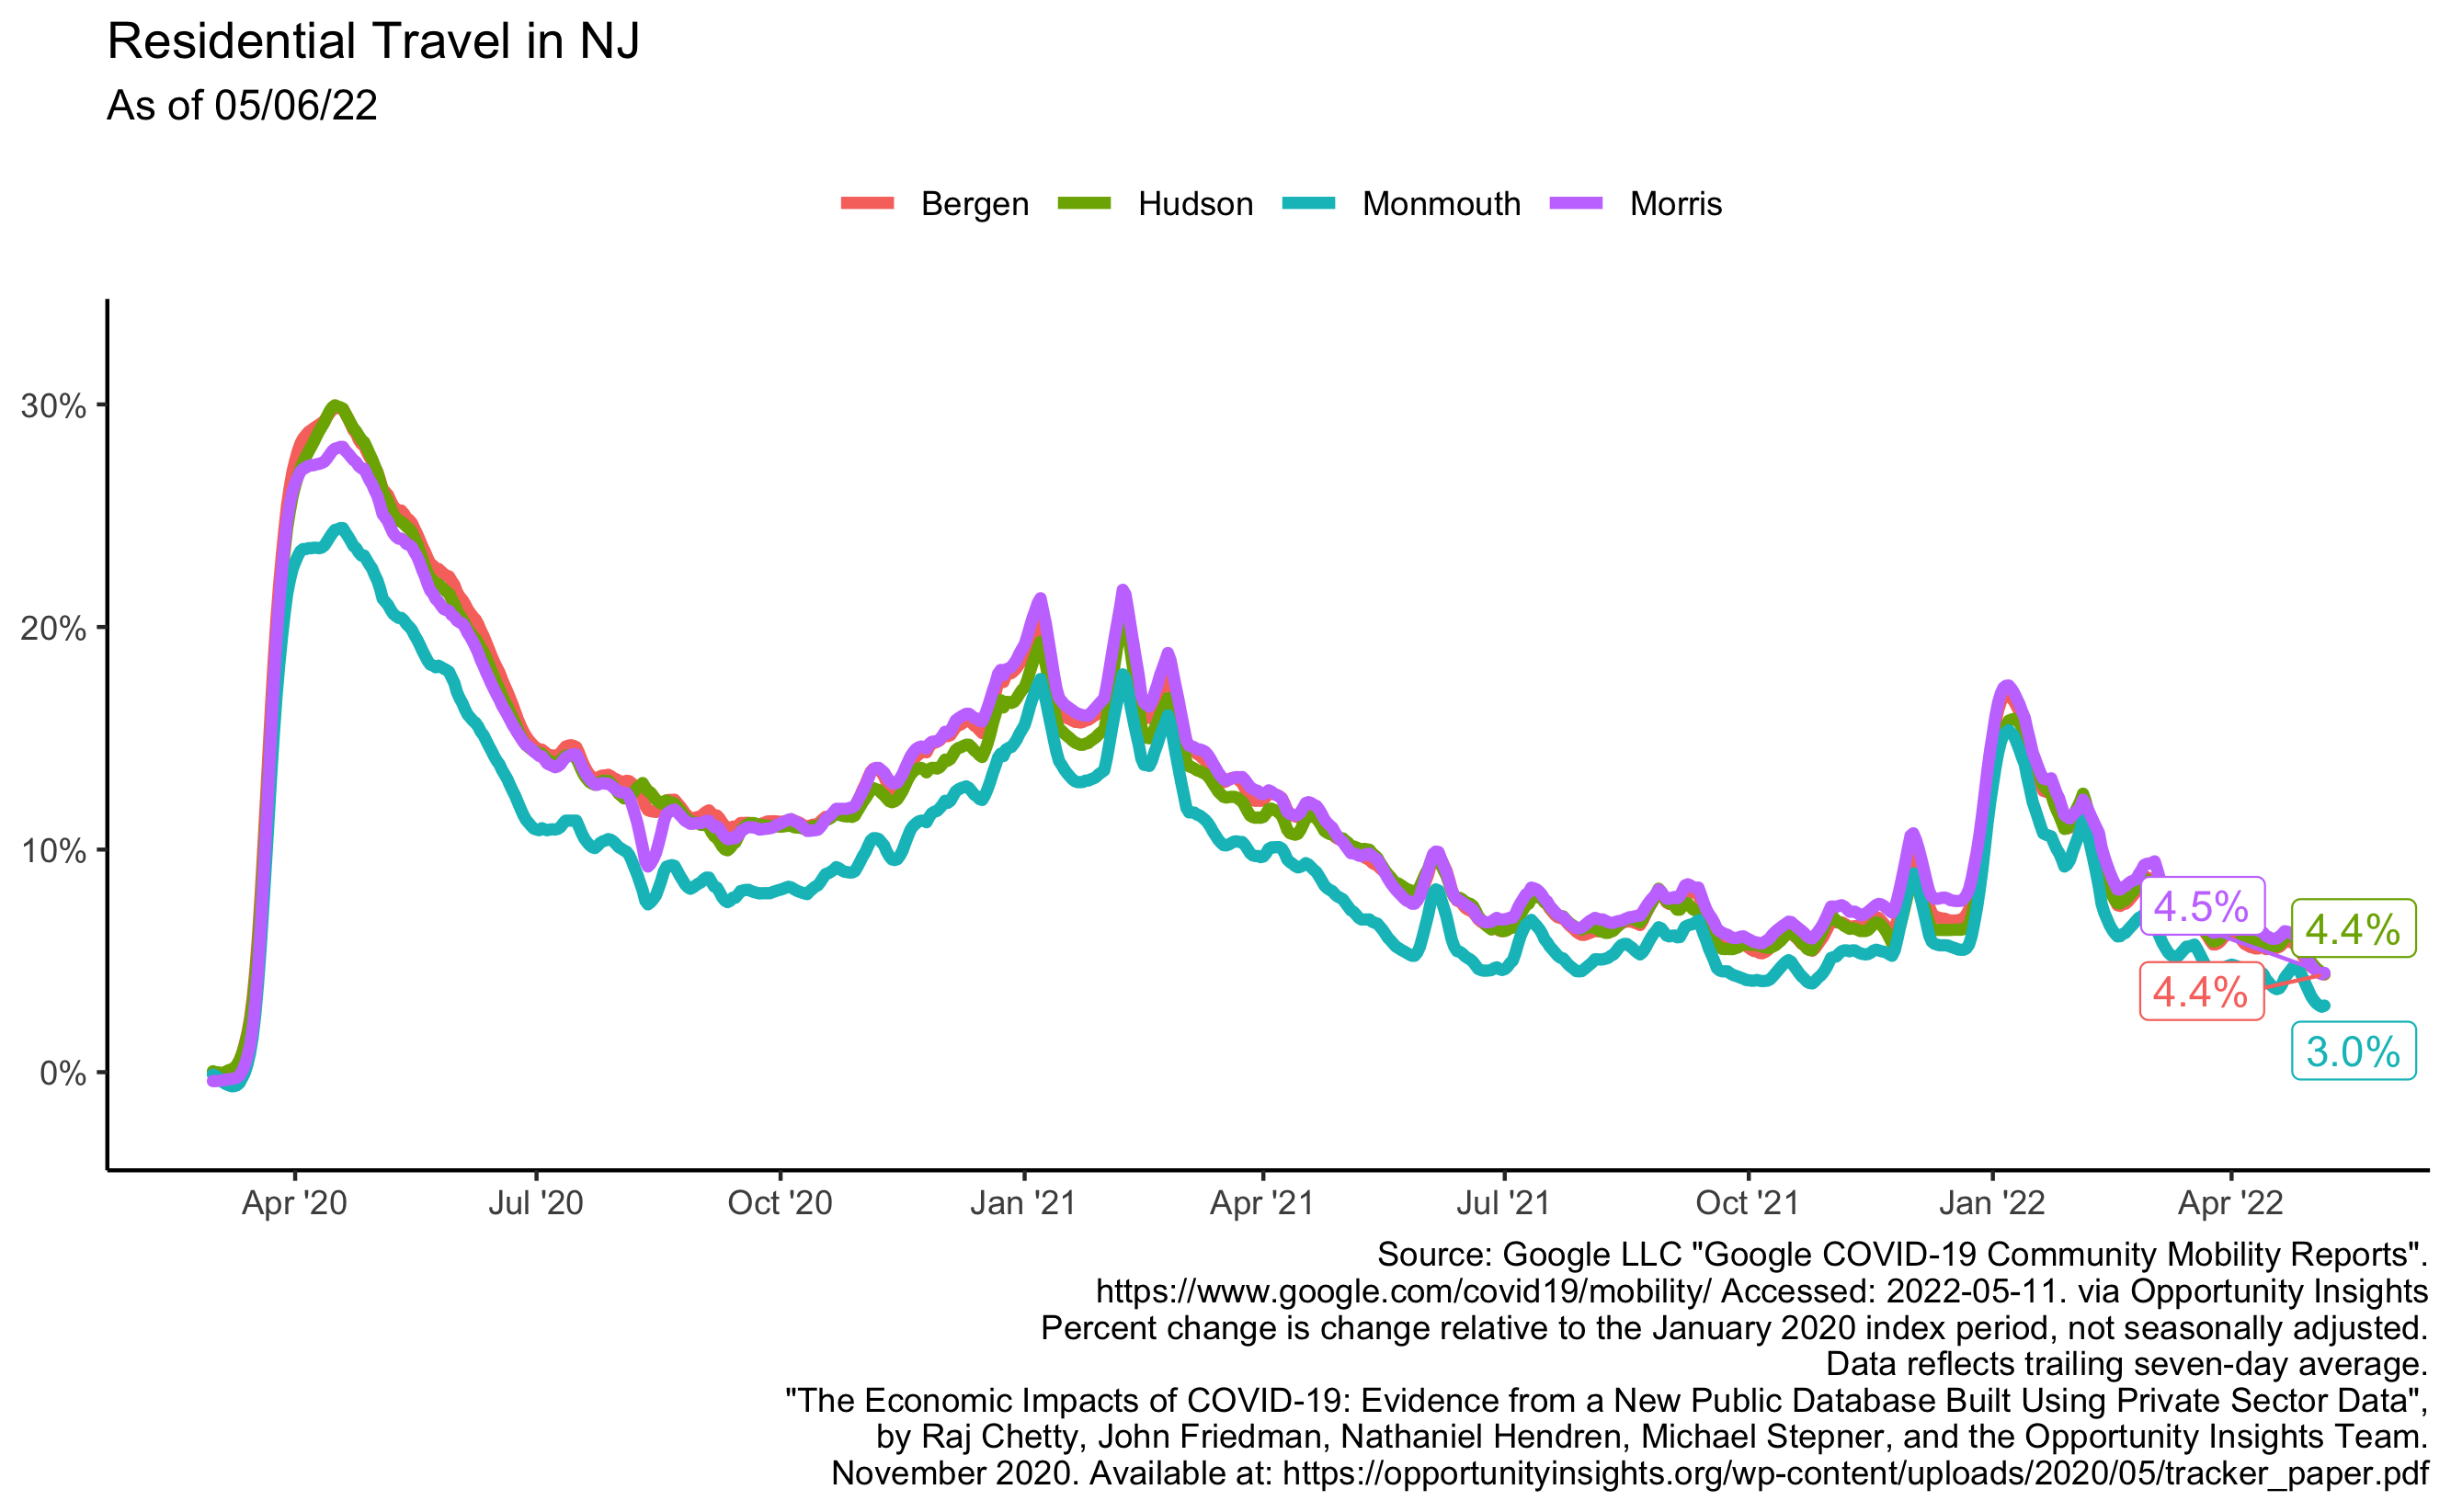 Residential Travel in NJ
As of 05/06/22
Bergen Hudson Monmouth Morris
30%
20%
10%
0%
4.5%
4.4%
4.4%
3.0%
Apr '20 Jul '20 Oct '20 Jan '21 Apr '21 Jul '21 Oct '21 Jan '22 Apr '22
Source: Google LLC "Google COVID-19 Community Mobility Reports".
https://www.google.com/covid19/mobility/ Accessed: 2022-05-11. via Opportunity Insights
Percent change is change relative to the January 2020 index period, not seasonally adjusted.
Data reflects trailing seven-day average.
"The Economic Impacts of COVID-19: Evidence from a New Public Database Built Using Private Sector Data",
by Raj Chetty, John Friedman, Nathaniel Hendren, Michael Stepner, and the Opportunity Insights Team.
November 2020. Available at: https://opportunityinsights.org/wp-content/uploads/2020/05/tracker_paper.pdf